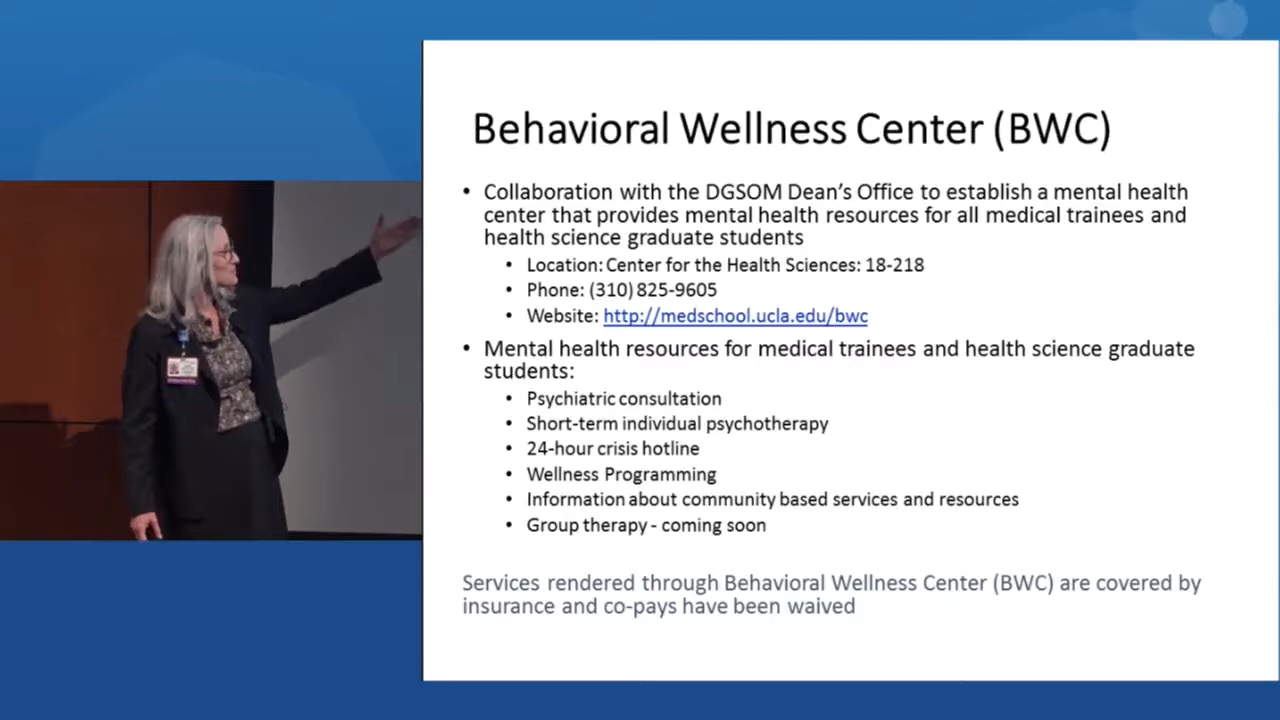 Behavioral Wellness Center (BWC)
• Collaboration with the DGSOM Dean's Office to establish a mental health
center that provides mental health resources for all medical trainees and
health science graduate students
• Location: Center for the Health Sciences: 18-218
• Phone: (310) 825-9605
• Website: http://medschool.ucla.edu/bwc
• Mental health resources for medical trainees and health science graduate
students:
• Psychiatric consultation
• Short-term individual psychotherapy
• 24-hour crisis hotline
• Wellness Programming
• Information about community based services and resources
• Group therapy - coming soon
Services rendered through Behavioral Wellness Center (BWC) are covered by
insurance and co-pays have been waived